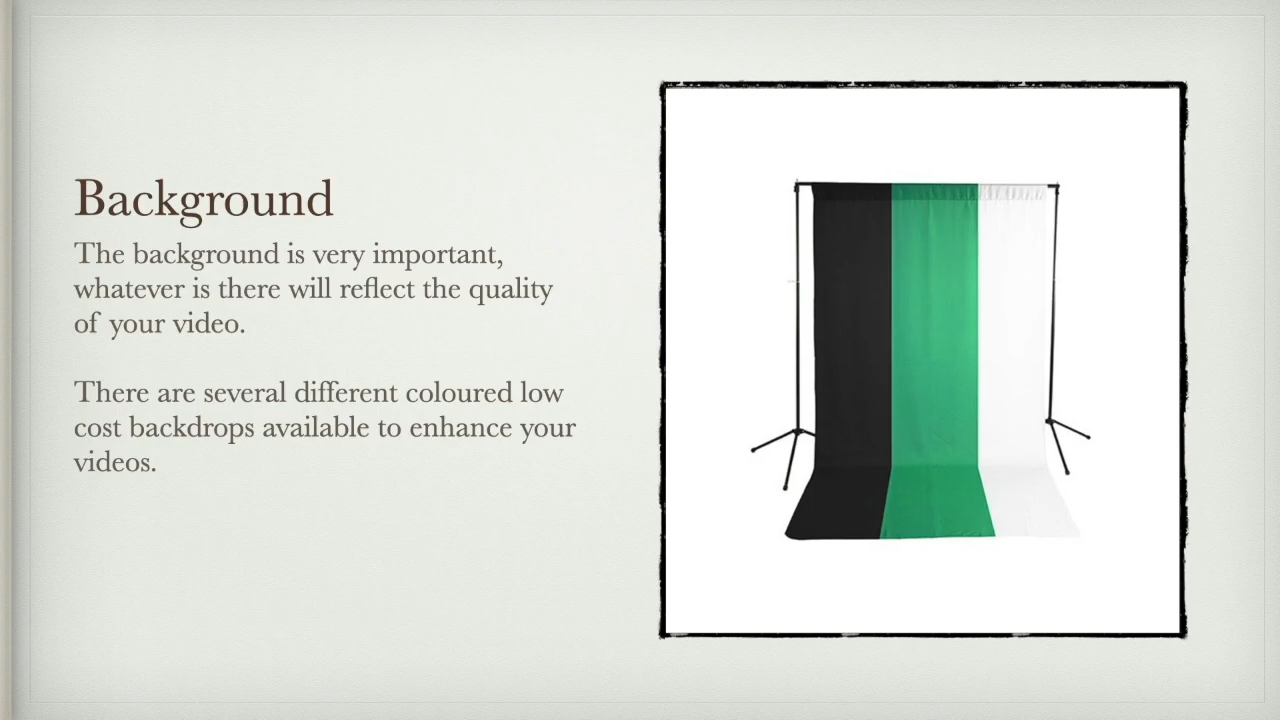 Background
The background is very important,
whatever is there will reflect the quality
of your video.
There are several different coloured low
cost backdrops available to enhance your
videos.